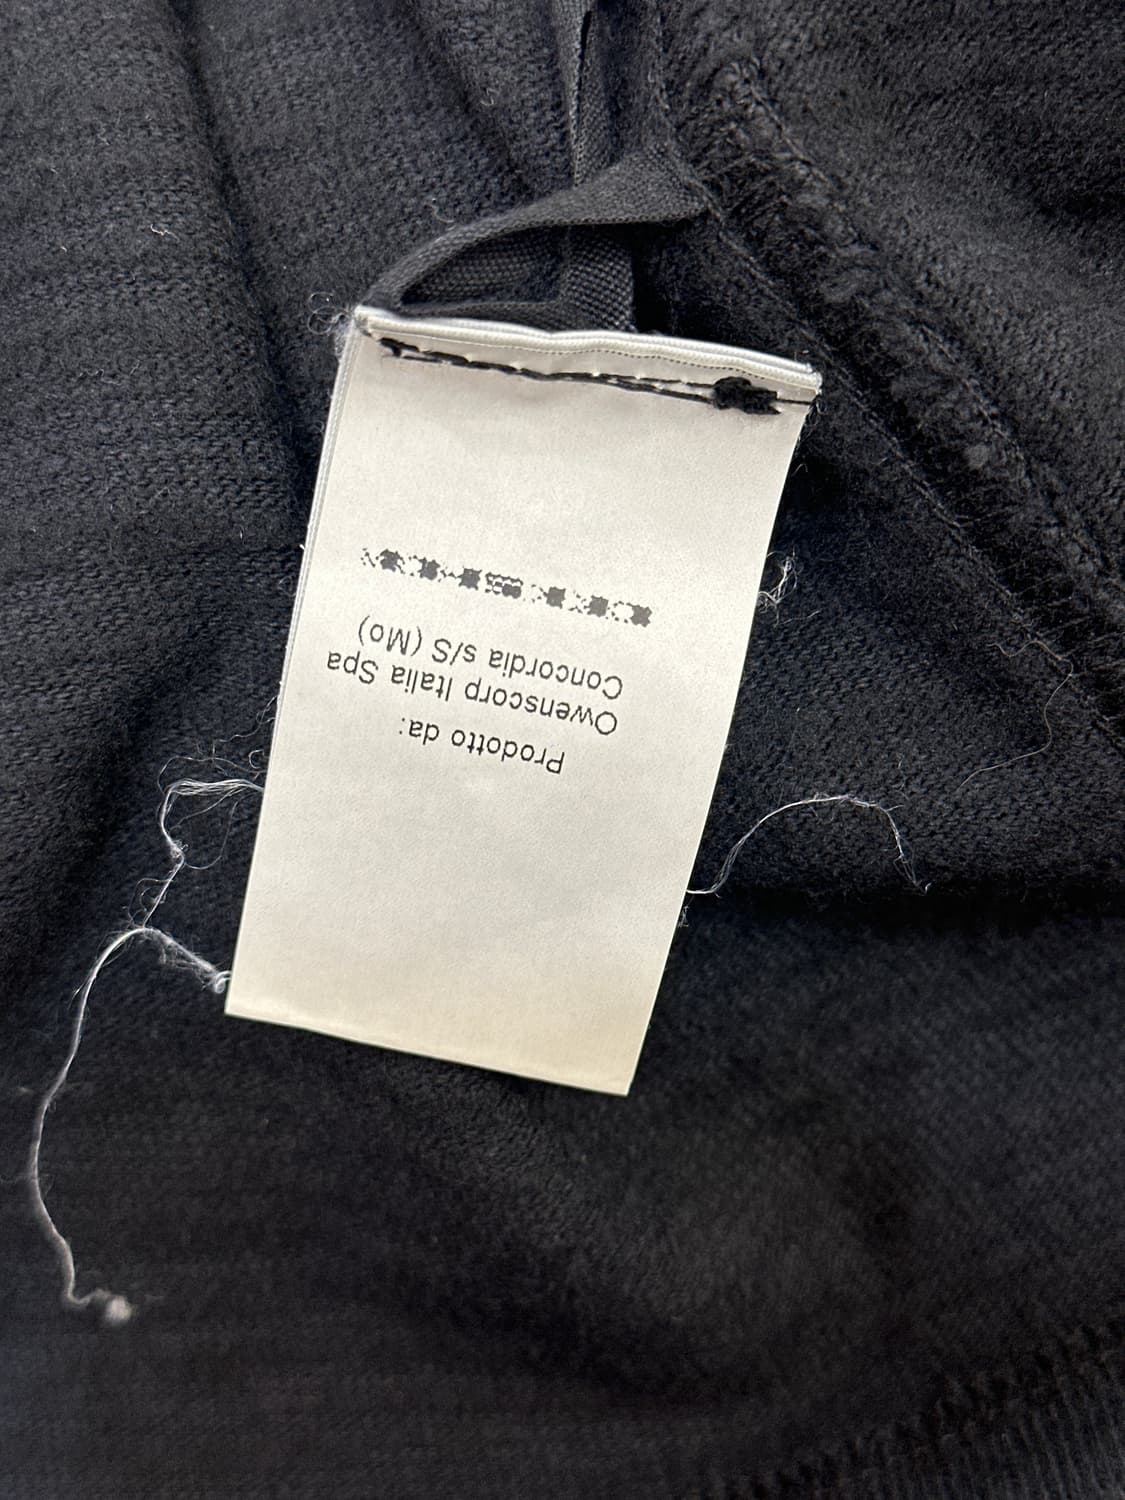 Prodotto da:
Owenscorp Italia Spa
Concordia s/S (Mo)